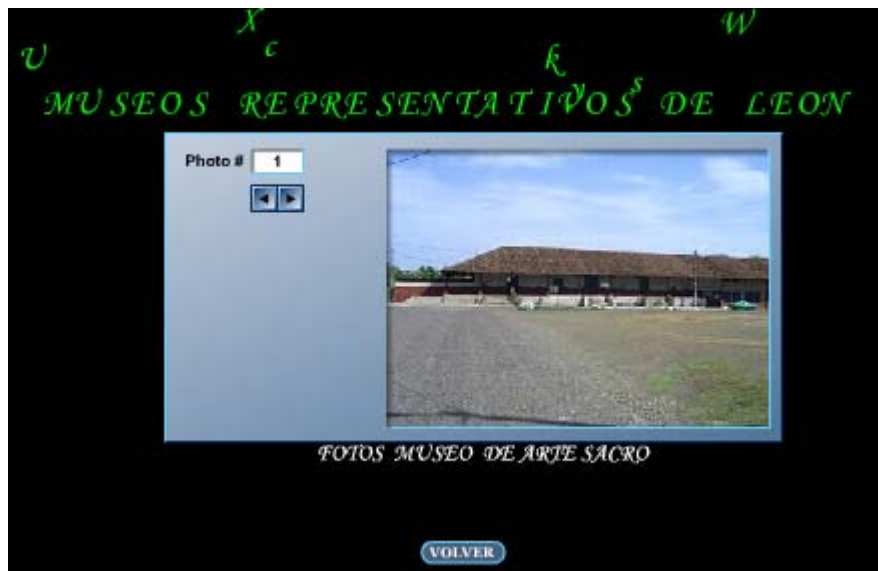 X W
U c k
y s
MUSEOS REPRESENTATIVOS DE LEON
Photo # 1
FOTOS MUSEO DE ARTE SACRO
VOLVER